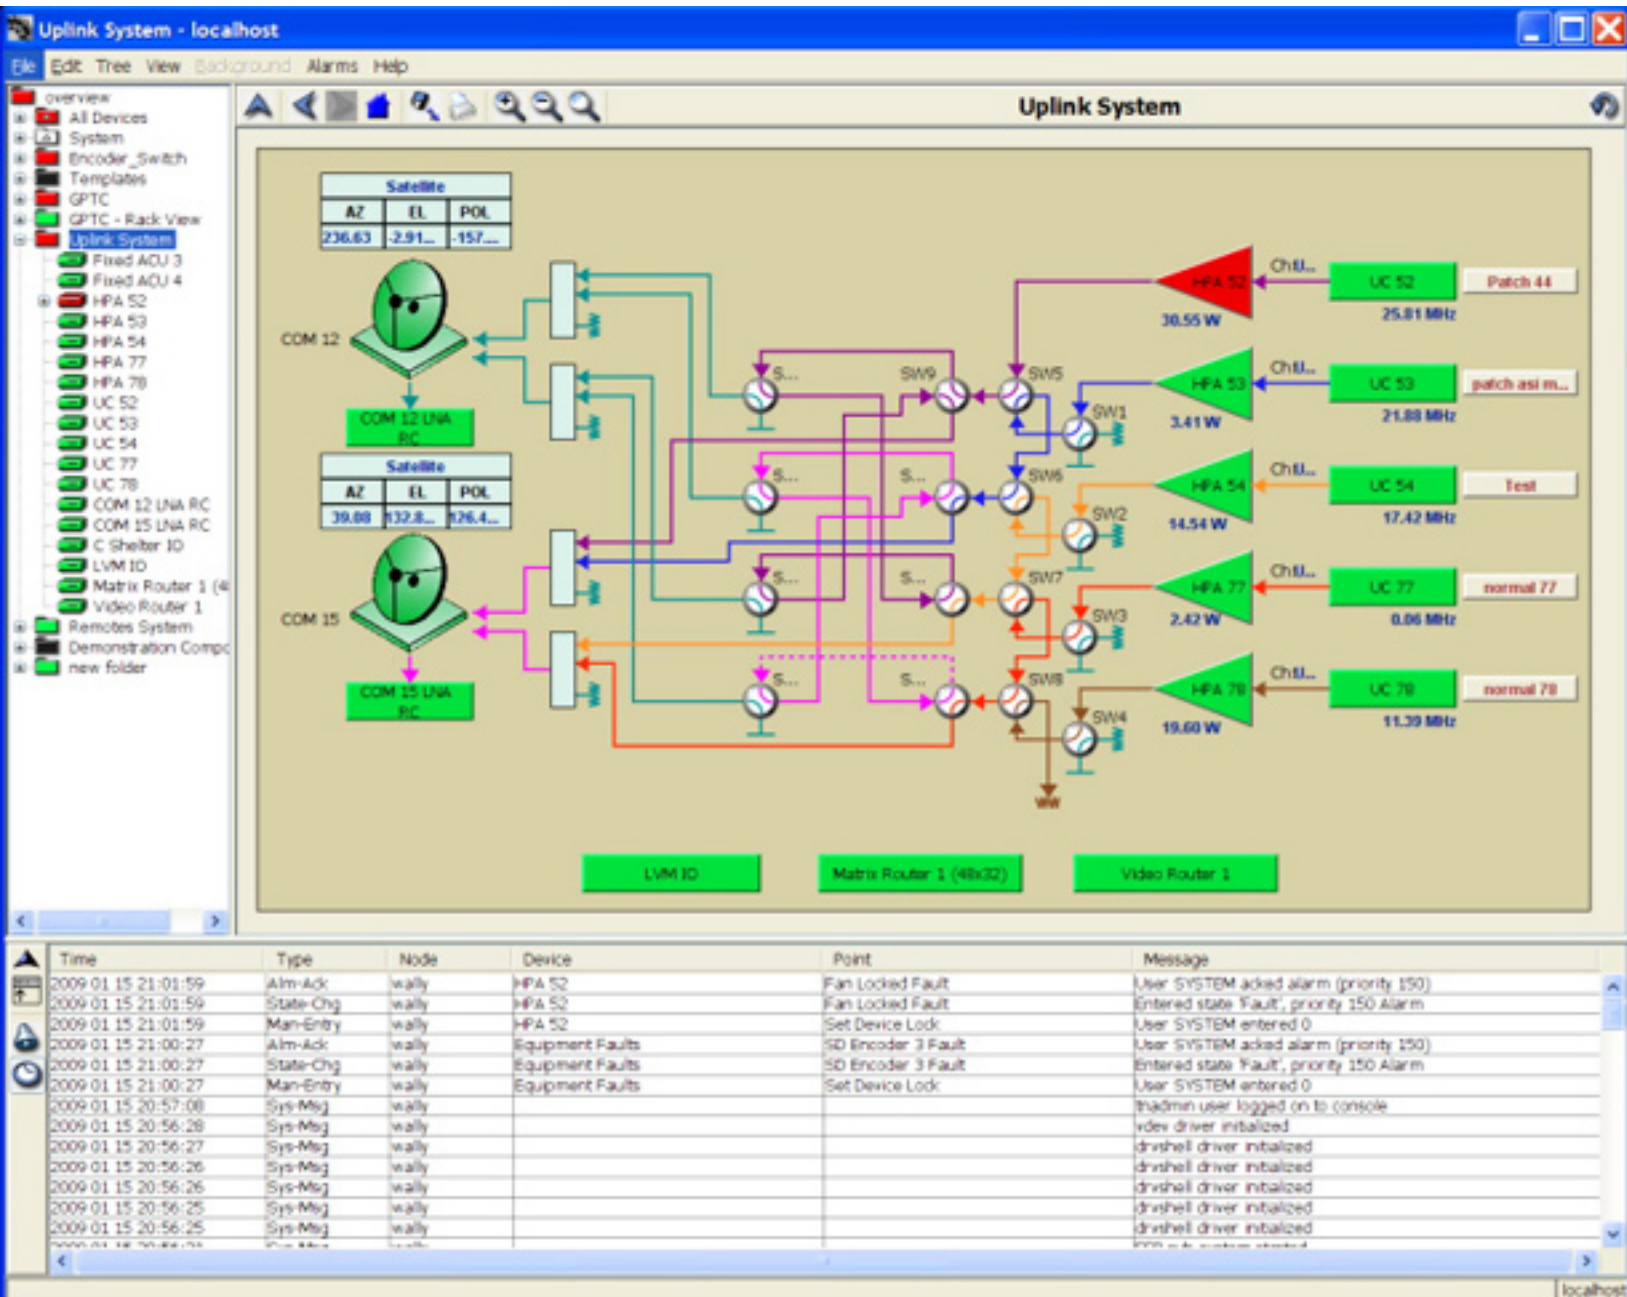 Uplink System - localhost
File Edit Tree View Background Alarms Help
overview
All Devices
System
Encoder_Switch
Templates
GPTC
GPTC - Rack View
Uplink System
Fixed ACU 3
Fixed ACU 4
HPA 52
HPA 53
HPA 54
HPA 77
HPA 78
UC 52
UC 53
UC 54
UC 77
UC 78
COM 12 LNA RC
COM 15 LNA RC
C Shelter IO
LVM IO
Matrix Router 1 (4
Video Router 1
Remotes System
Demonstration Compo
new folder
Uplink System
Satellite
AZ EL POL
236.63 -2.91... -157....
COM 12
COM 12 LNA
RC
Satellite
AZ EL POL
39.08 132.8... 126.4...
COM 15
COM 15 LNA
RC
S... SW9 SW5
SW1
S... S... SW6
SW2
S... S... SW7
SW3
S... S... SW8
SW4
HPA 52 UC 52 Patch 44
30.55 W 25.81 MHz
HPA 53 UC 53 patch asi m...
3.41 W 21.88 MHz
HPA 54 UC 54 Test
14.54 W 17.42 MHz
HPA 77 UC 77 normal 77
2.42 W 0.06 MHz
HPA 78 UC 78 normal 78
19.60 W 11.39 MHz
LVM IO Matrix Router 1 (48x32) Video Router 1
Time Type Node Device Point Message
2009 01 15 21:01:59 Alm-Ack wally HPA 52 Fan Locked Fault User SYSTEM acked alarm (priority 150)
2009 01 15 21:01:59 State-Chg wally HPA 52 Fan Locked Fault Entered state 'Fault', priority 150 Alarm
2009 01 15 21:01:59 Man-Entry wally HPA 52 Set Device Lock User SYSTEM entered 0
2009 01 15 21:00:27 Alm-Ack wally Equipment Faults SD Encoder 3 Fault User SYSTEM acked alarm (priority 150)
2009 01 15 21:00:27 State-Chg wally Equipment Faults SD Encoder 3 Fault Entered state 'Fault', priority 150 Alarm
2009 01 15 21:00:27 Man-Entry wally Equipment Faults Set Device Lock User SYSTEM entered 0
2009 01 15 20:57:08 Sys-Msg wally tnadmin user logged on to console
2009 01 15 20:56:28 Sys-Msg wally vdev driver initialized
2009 01 15 20:56:27 Sys-Msg wally drvshell driver initialized
2009 01 15 20:56:26 Sys-Msg wally drvshell driver initialized
2009 01 15 20:56:26 Sys-Msg wally drvshell driver initialized
2009 01 15 20:56:25 Sys-Msg wally drvshell driver initialized
2009 01 15 20:56:25 Sys-Msg wally drvshell driver initialized
localhost